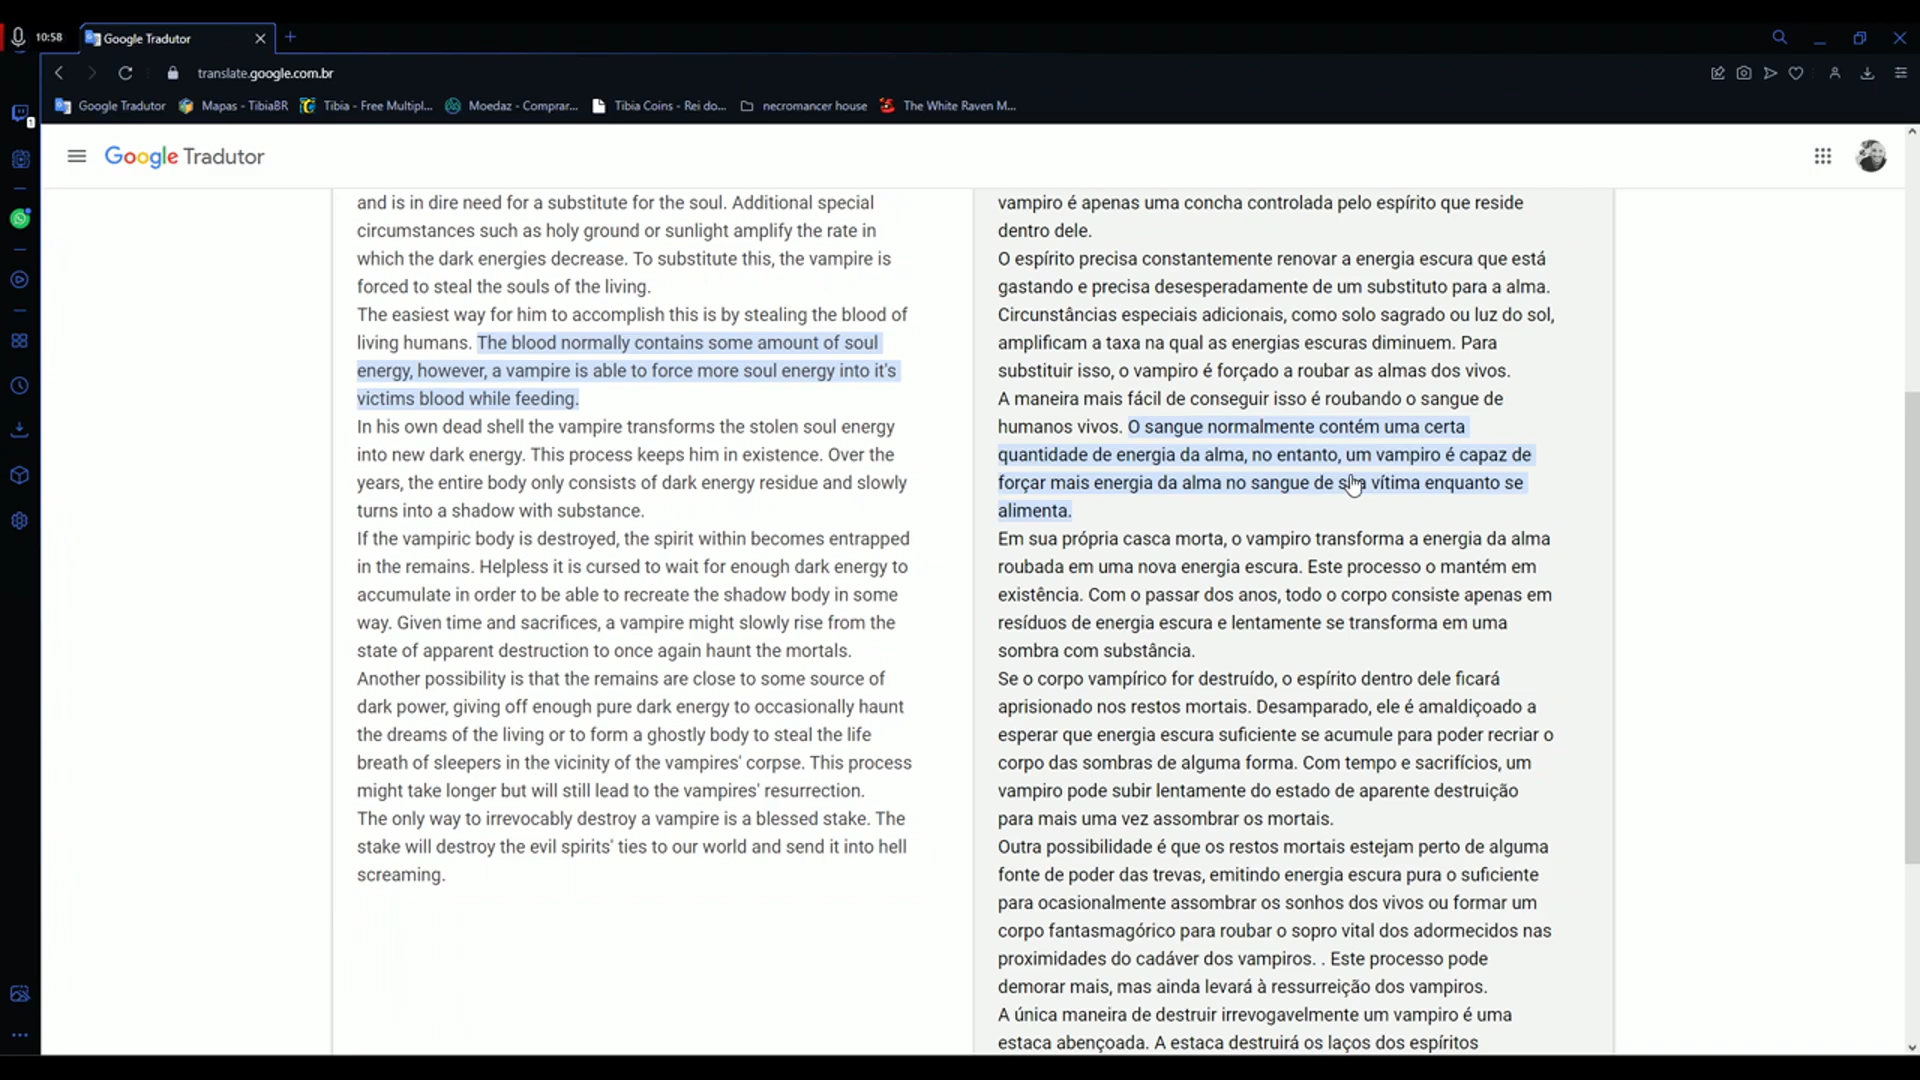 10:58
Google Tradutor
translate.google.com.br
Google Tradutor
Mapas - TibiaBR
Tibia - Free Multipl...
Moedaz - Comprar...
Tibia Coins - Rei do...
necromancer house
The White Raven M...
1
Google Tradutor
and is in dire need for a substitute for the soul. Additional special
circumstances such as holy ground or sunlight amplify the rate in
which the dark energies decrease. To substitute this, the vampire is
forced to steal the souls of the living.
The easiest way for him to accomplish this is by stealing the blood of
living humans. The blood normally contains some amount of soul
energy, however, a vampire is able to force more soul energy into it's
victims blood while feeding.
In his own dead shell the vampire transforms the stolen soul energy
into new dark energy. This process keeps him in existence. Over the
years, the entire body only consists of dark energy residue and slowly
turns into a shadow with substance.
If the vampiric body is destroyed, the spirit within becomes entrapped
in the remains. Helpless it is cursed to wait for enough dark energy to
accumulate in order to be able to recreate the shadow body in some
way. Given time and sacrifices, a vampire might slowly rise from the
state of apparent destruction to once again haunt the mortals.
Another possibility is that the remains are close to some source of
dark power, giving off enough pure dark energy to occasionally haunt
the dreams of the living or to form a ghostly body to steal the life
breath of sleepers in the vicinity of the vampires' corpse. This process
might take longer but will still lead to the vampires' resurrection.
The only way to irrevocably destroy a vampire is a blessed stake. The
stake will destroy the evil spirits' ties to our world and send it into hell
screaming.
vampiro é apenas uma concha controlada pelo espírito que reside
dentro dele.
O espírito precisa constantemente renovar a energia escura que está
gastando e precisa desesperadamente de um substituto para a alma.
Circunstâncias especiais adicionais, como solo sagrado ou luz do sol,
amplificam a taxa na qual as energias escuras diminuem. Para
substituir isso, o vampiro é forçado a roubar as almas dos vivos.
A maneira mais fácil de conseguir isso é roubando o sangue de
humanos vivos. O sangue normalmente contém uma certa
quantidade de energia da alma, no entanto, um vampiro é capaz de
forçar mais energia da alma no sangue de sua vítima enquanto se
alimenta.
Em sua própria casca morta, o vampiro transforma a energia da alma
roubada em uma nova energia escura. Este processo o mantém em
existência. Com o passar dos anos, todo o corpo consiste apenas em
resíduos de energia escura e lentamente se transforma em uma
sombra com substância.
Se o corpo vampírico for destruído, o espírito dentro dele ficará
aprisionado nos restos mortais. Desamparado, ele é amaldiçoado a
esperar que energia escura suficiente se acumule para poder recriar o
corpo das sombras de alguma forma. Com tempo e sacrifícios, um
vampiro pode subir lentamente do estado de aparente destruição
para mais uma vez assombrar os mortais.
Outra possibilidade é que os restos mortais estejam perto de alguma
fonte de poder das trevas, emitindo energia escura pura o suficiente
para ocasionalmente assombrar os sonhos dos vivos ou formar um
corpo fantasmagórico para roubar o sopro vital dos adormecidos nas
proximidades do cadáver dos vampiros. . Este processo pode
demorar mais, mas ainda levará à ressurreição dos vampiros.
A única maneira de destruir irrevogavelmente um vampiro é uma
estaca abençoada. A estaca destruirá os laços dos espíritos